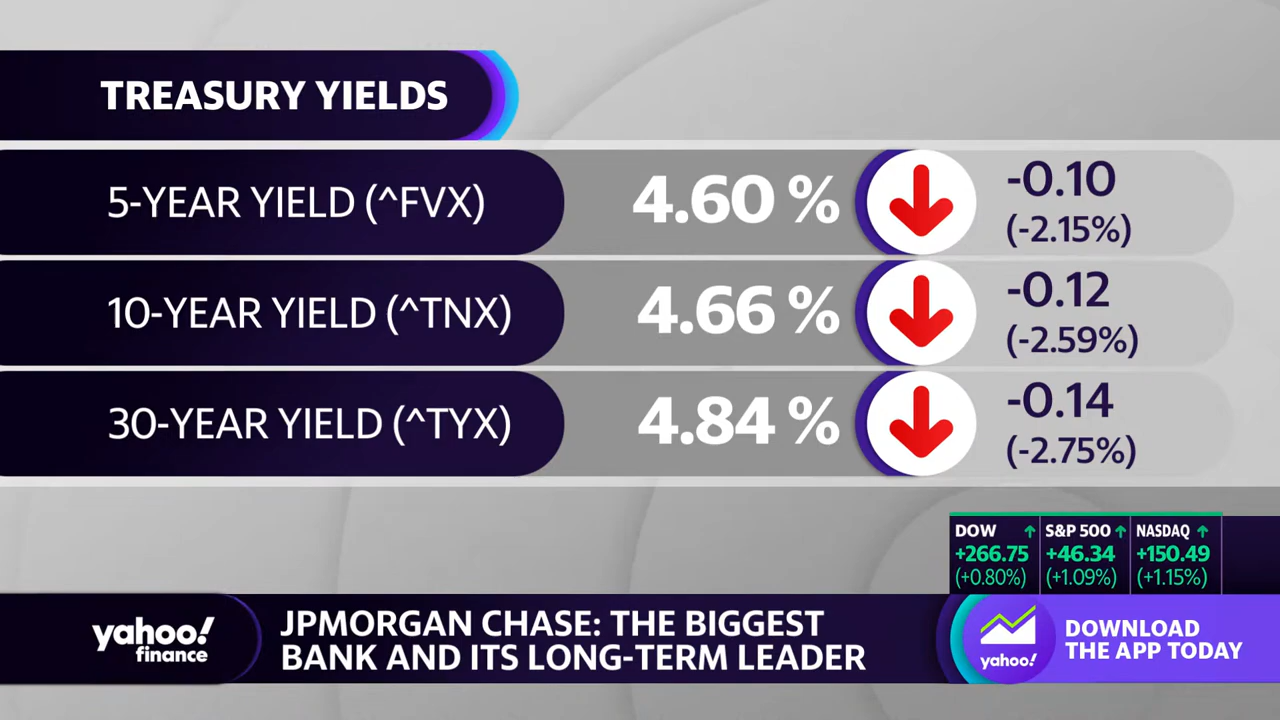 TREASURY YIELDS
5-YEAR YIELD (^FVX) 4.60 % -0.10
(-2.15%)
10-YEAR YIELD (^TNX) 4.66 % -0.12
(-2.59%)
30-YEAR YIELD (^TYX) 4.84 % -0.14
(-2.75%)
DOW S&P 500 NASDAQ
+266.75 +46.34 +150.49
(+0.80%) (+1.09%) (+1.15%)
yahoo!
finance
JPMORGAN CHASE: THE BIGGEST
BANK AND ITS LONG-TERM LEADER
yahoo!
DOWNLOAD
THE APP TODAY